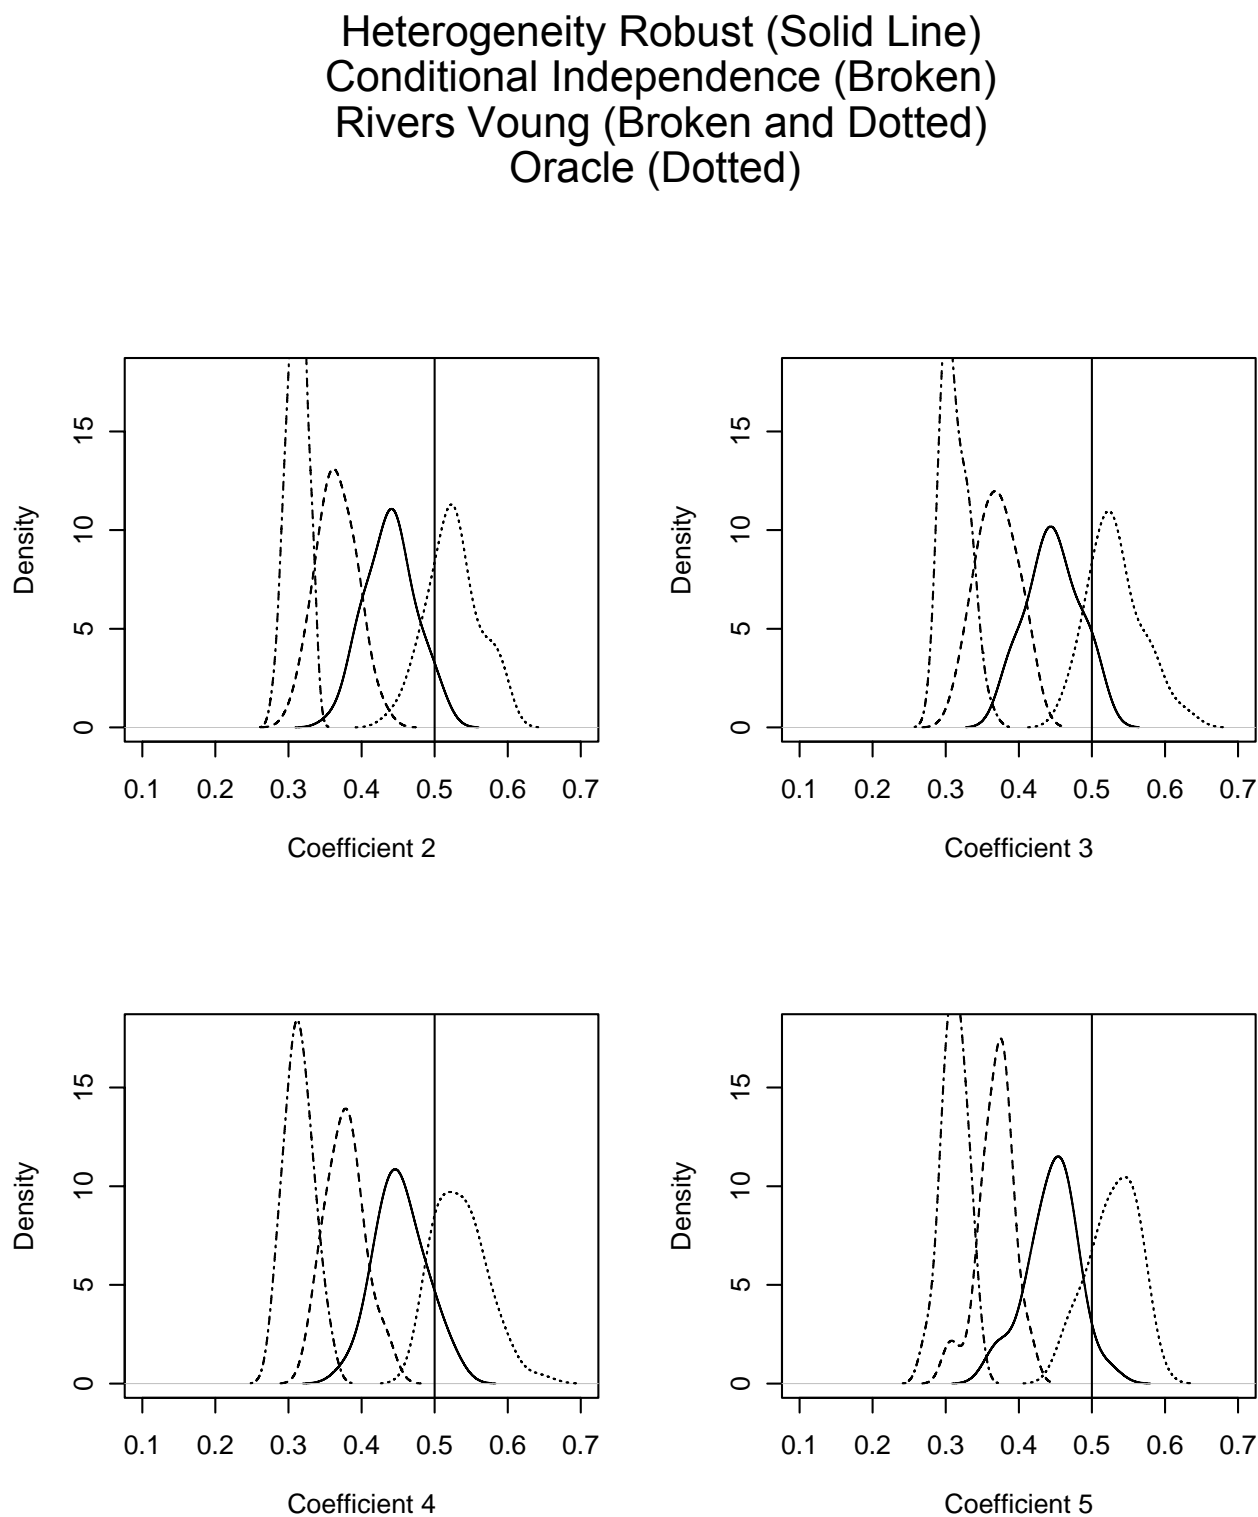 Heterogeneity Robust (Solid Line)
Conditional Independence (Broken)
Rivers Voung (Broken and Dotted)
Oracle (Dotted)
Density
0 5 10 15
0.1 0.2 0.3 0.4 0.5 0.6 0.7
Coefficient 2
Density
0 5 10 15
0.1 0.2 0.3 0.4 0.5 0.6 0.7
Coefficient 3
Density
0 5 10 15
0.1 0.2 0.3 0.4 0.5 0.6 0.7
Coefficient 4
Density
0 5 10 15
0.1 0.2 0.3 0.4 0.5 0.6 0.7
Coefficient 5